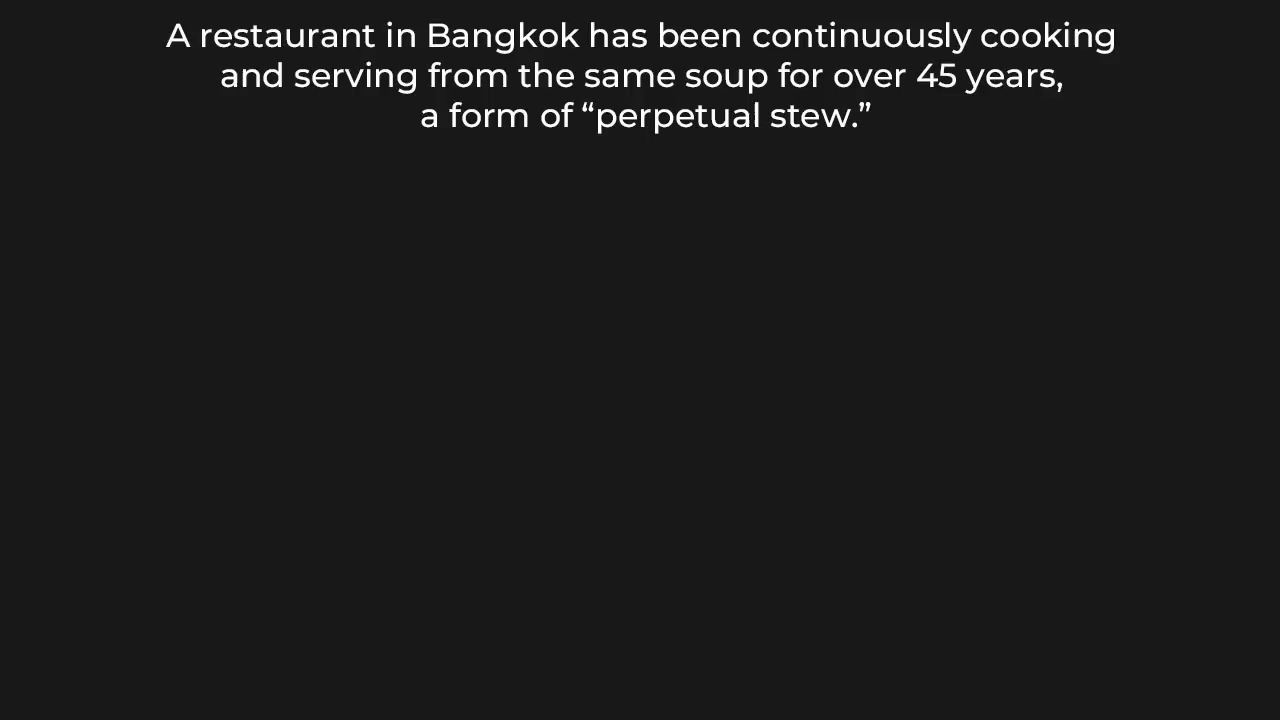 A restaurant in Bangkok has been continuously cooking
and serving from the same soup for over 45 years,
a form of “perpetual stew.”